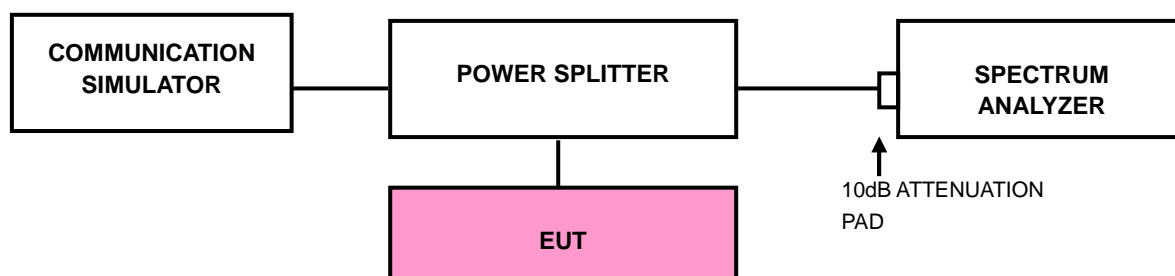 COMMUNICATION
SIMULATOR
POWER SPLITTER
SPECTRUM
ANALYZER
10dB ATTENUATION
PAD
EUT